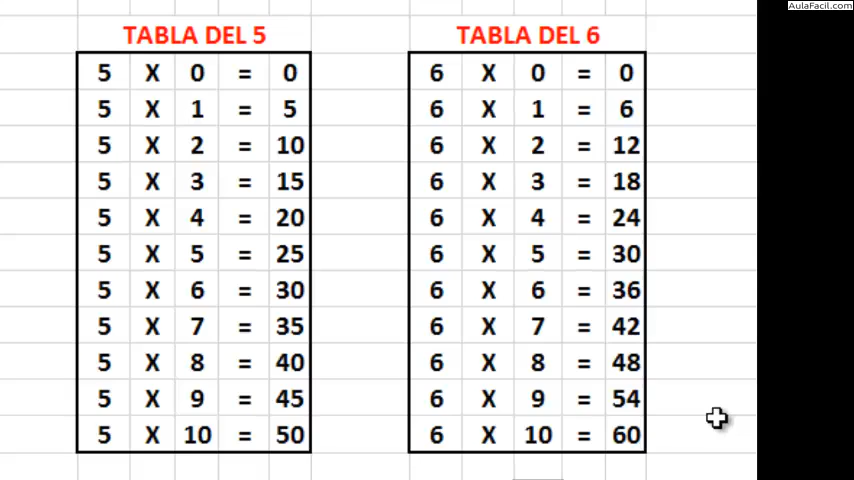 AulaFacil.com
TABLA DEL 5
5 X 0 = 0
5 X 1 = 5
5 X 2 = 10
5 X 3 = 15
5 X 4 = 20
5 X 5 = 25
5 X 6 = 30
5 X 7 = 35
5 X 8 = 40
5 X 9 = 45
5 X 10 = 50
TABLA DEL 6
6 X 0 = 0
6 X 1 = 6
6 X 2 = 12
6 X 3 = 18
6 X 4 = 24
6 X 5 = 30
6 X 6 = 36
6 X 7 = 42
6 X 8 = 48
6 X 9 = 54
6 X 10 = 60